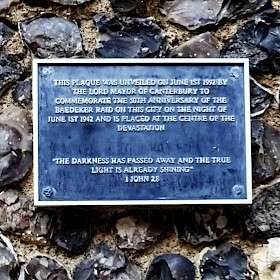 THIS PLAQUE WAS UNVEILED ON JUNE 1ST 1992 BY
THE LORD MAYOR OF CANTERBURY TO
COMMEMORATE THE 50TH ANNIVERSARY OF THE
BAEDEKER RAID ON THIS CITY ON THE NIGHT OF
JUNE 1ST 1942 AND IS PLACED AT THE CENTRE OF THE
DEVASTATION
"THE DARKNESS HAS PASSED AWAY AND THE TRUE
LIGHT IS ALREADY SHINING"
1 JOHN 2:8